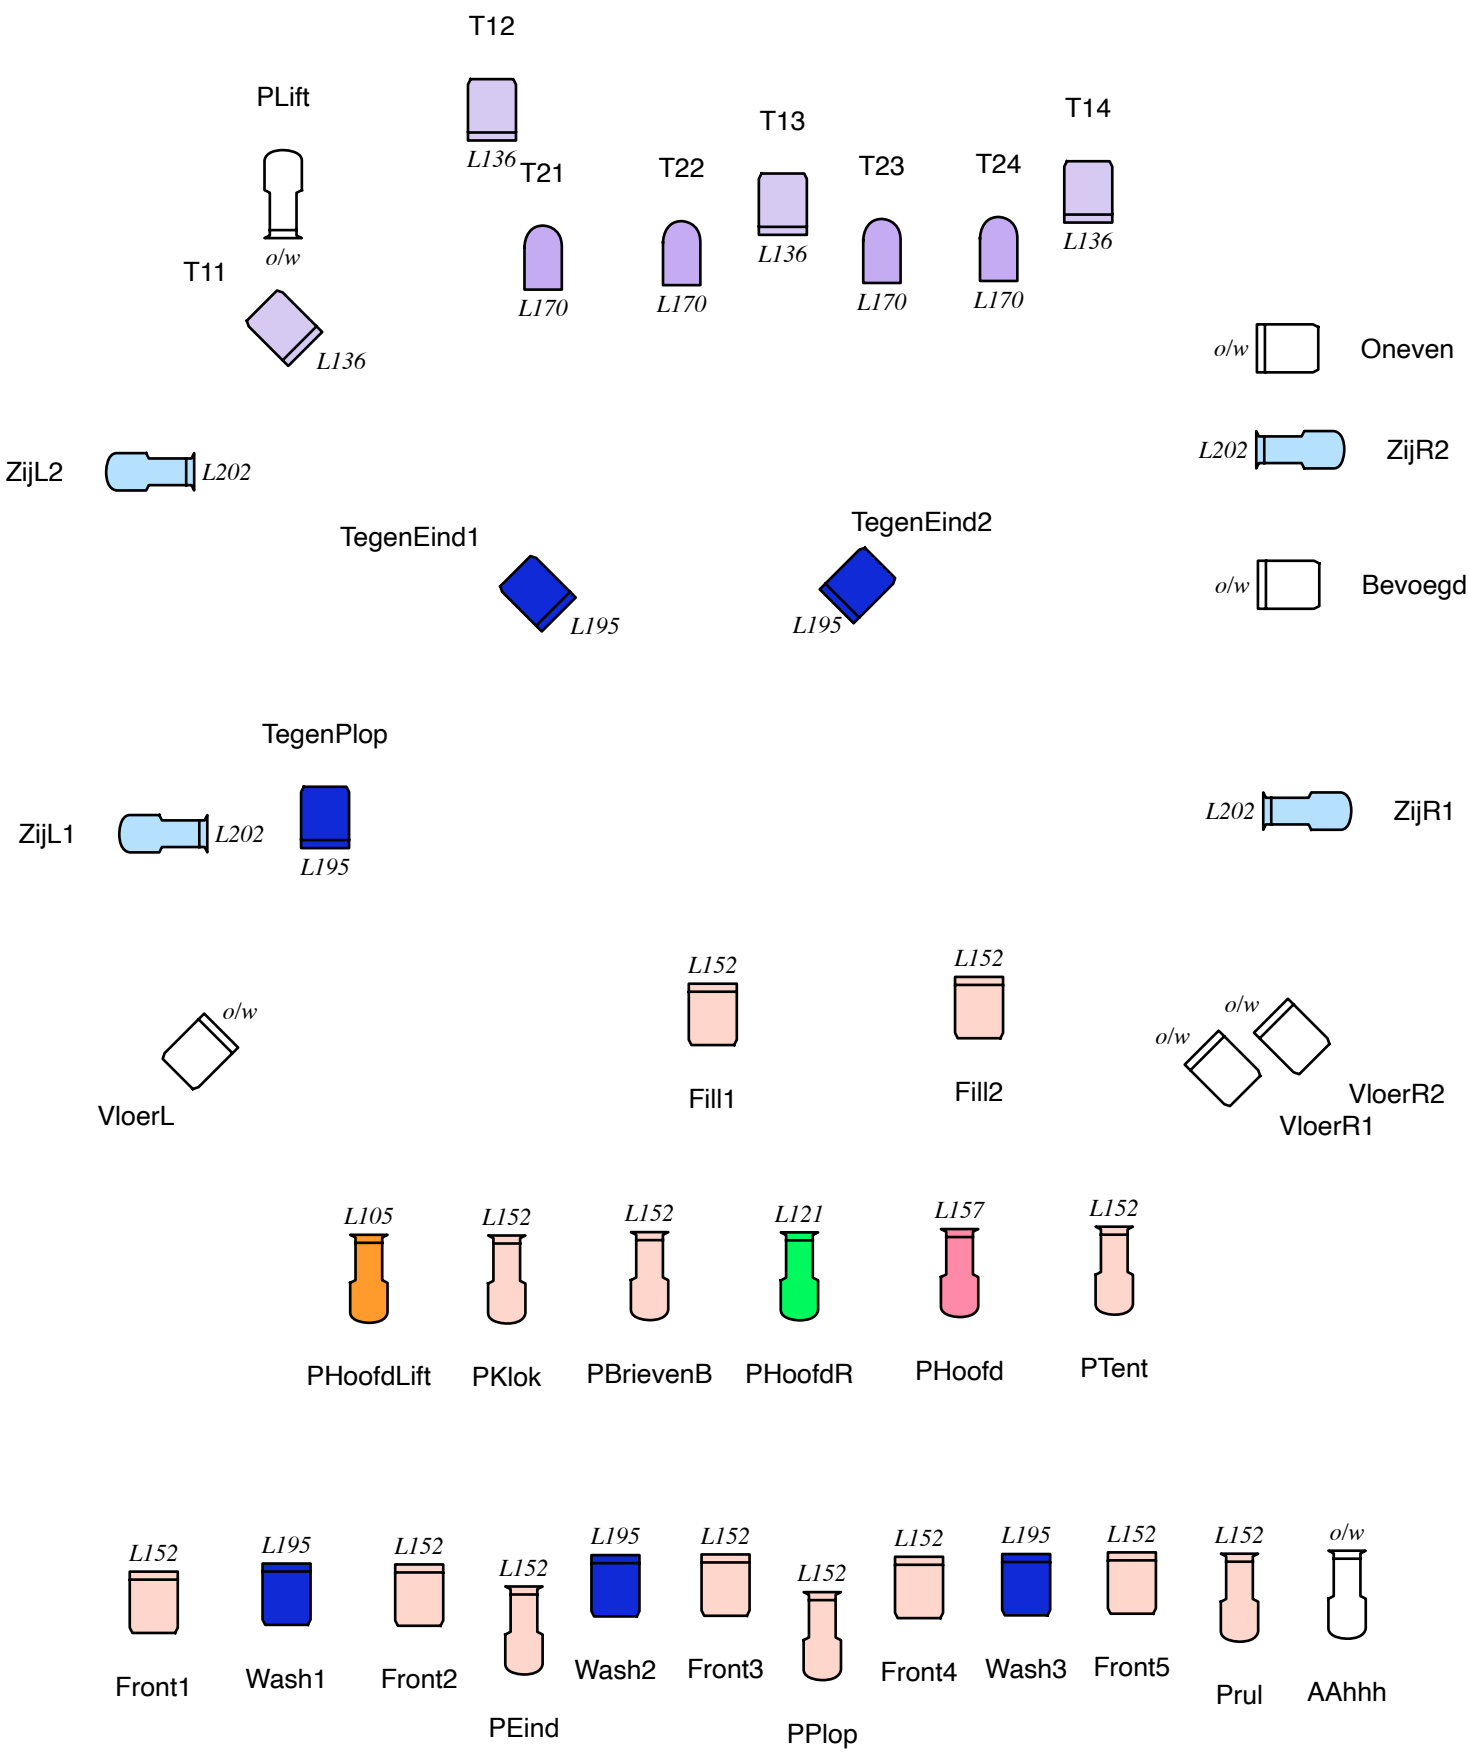 T12
PLift
T14
T13
L136
T21
T22
T23
T24
L136
L136
o/w
T11
L170
L170
L170
L170
o/w
Oneven
L136
L202
ZijR2
ZijL2
L202
TegenEind2
TegenEind1
o/w
Bevoegd
L195
L195
TegenPlop
L202
ZijR1
ZijL1
L202
L195
L152
L152
o/w
o/w
o/w
Fill1
Fill2
VloerR2
VloerL
VloerR1
L105
L152
L152
L121
L157
L152
PHoofdLift
PKlok
PBrievenB
PHoofdR
PHoofd
PTent
L152
L195
L152
L152
L195
L152
L152
L152
L195
L152
L152
o/w
Front1
Wash1
Front2
PEind
Wash2
Front3
PPlop
Front4
Wash3
Front5
Prul
AAhhh